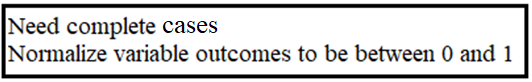 Need complete cases
Normalize variable outcomes to be between 0 and 1